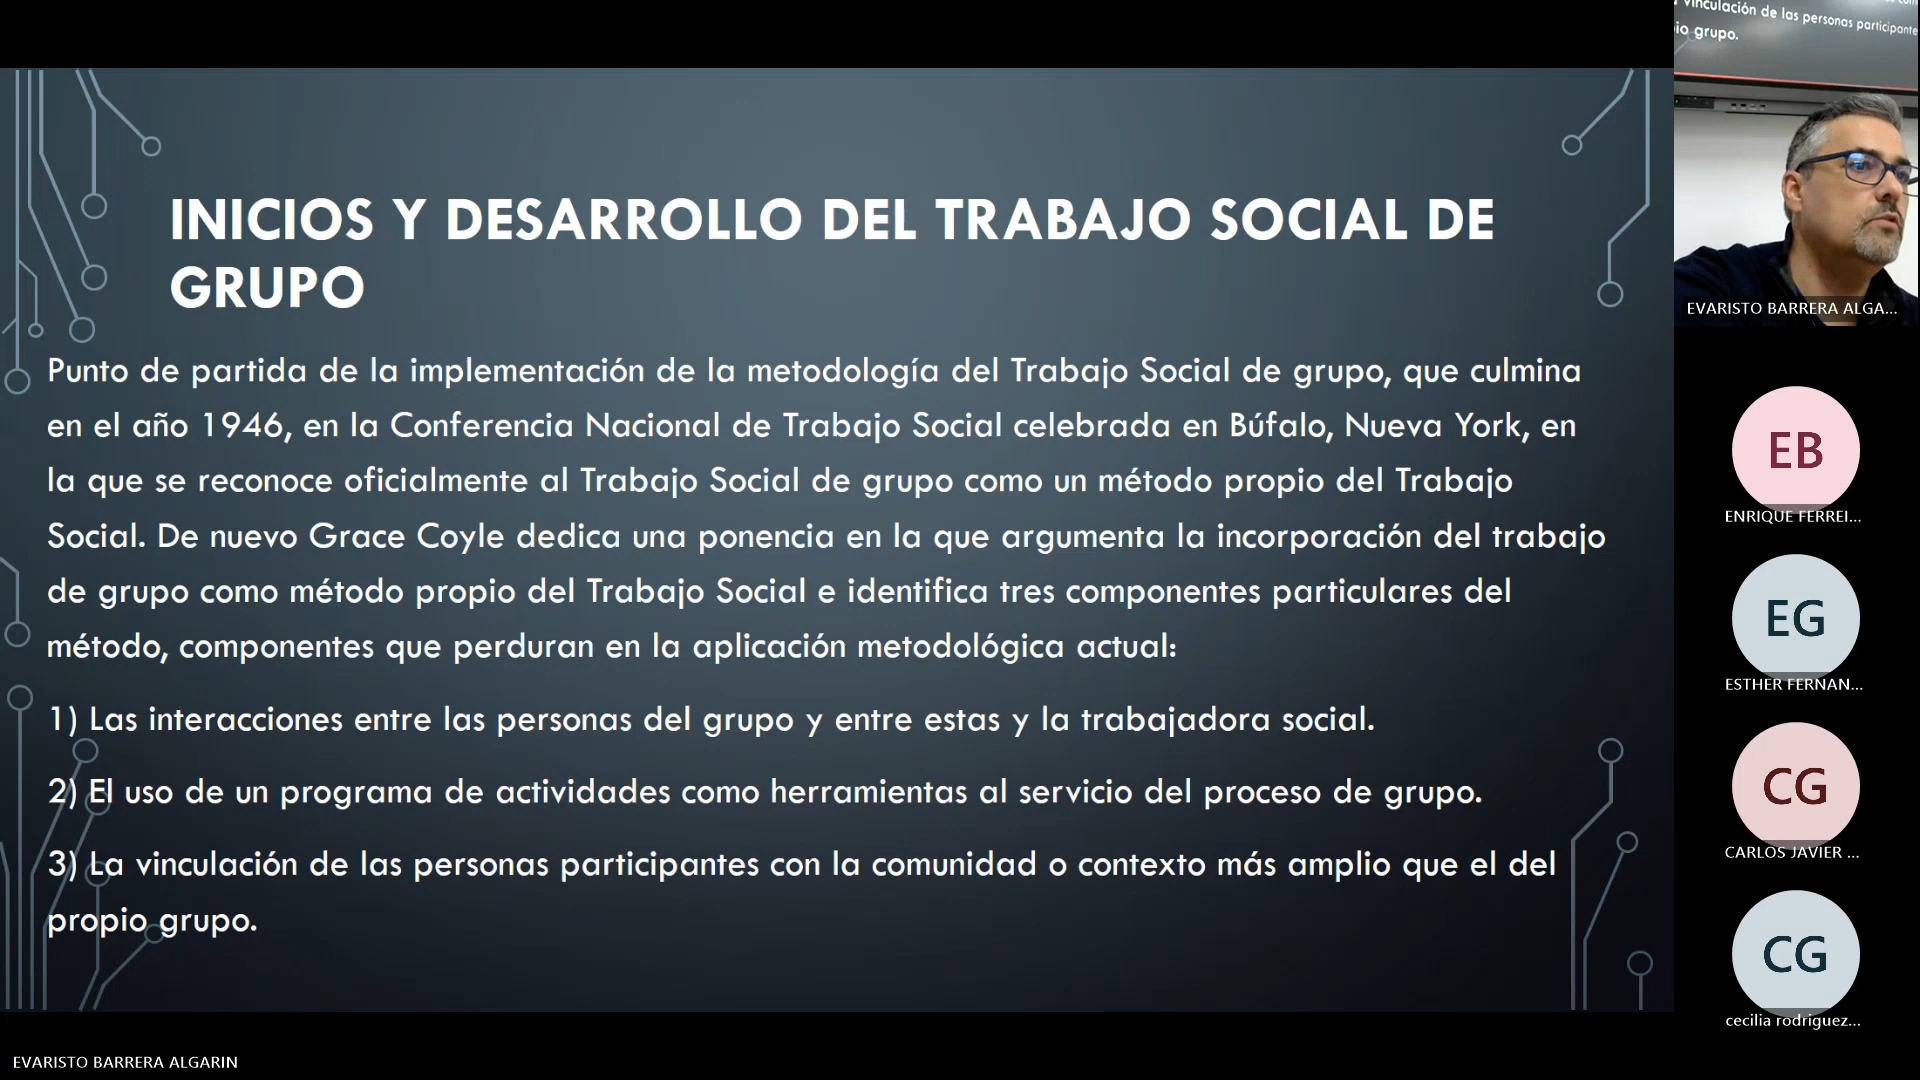 INICIOS Y DESARROLLO DEL TRABAJO SOCIAL DE
GRUPO
Punto de partida de la implementación de la metodología del Trabajo Social de grupo, que culmina
en el año 1946, en la Conferencia Nacional de Trabajo Social celebrada en Búfalo, Nueva York, en
la que se reconoce oficialmente al Trabajo Social de grupo como un método propio del Trabajo
Social. De nuevo Grace Coyle dedica una ponencia en la que argumenta la incorporación del trabajo
de grupo como método propio del Trabajo Social e identifica tres componentes particulares del
método, componentes que perduran en la aplicación metodológica actual:
1) Las interacciones entre las personas del grupo y entre estas y la trabajadora social.
2) El uso de un programa de actividades como herramientas al servicio del proceso de grupo.
3) La vinculación de las personas participantes con la comunidad o contexto más amplio que el del
propio grupo.
vinculación de las personas participante
io grupo.
EVARISTO BARRERA ALGA...
EB
ENRIQUE FERREI...
EG
ESTHER FERNAN...
CG
CARLOS JAVIER ...
CG
cecilia rodriguez...
EVARISTO BARRERA ALGARIN